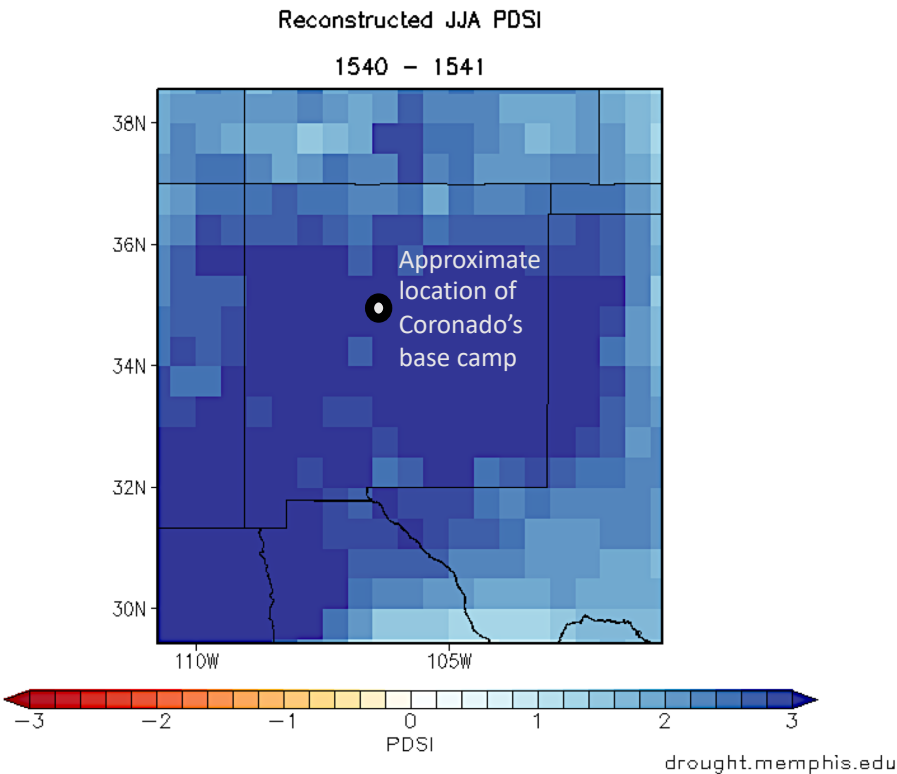 Reconstructed JJA PDSI
1540 – 1541
38N
36N
34N
32N
30N
Approximate
location of
Coronado’s
base camp
110W 105W
−3 −2 −1 0 1 2 3
PDSI
drought.memphis.edu